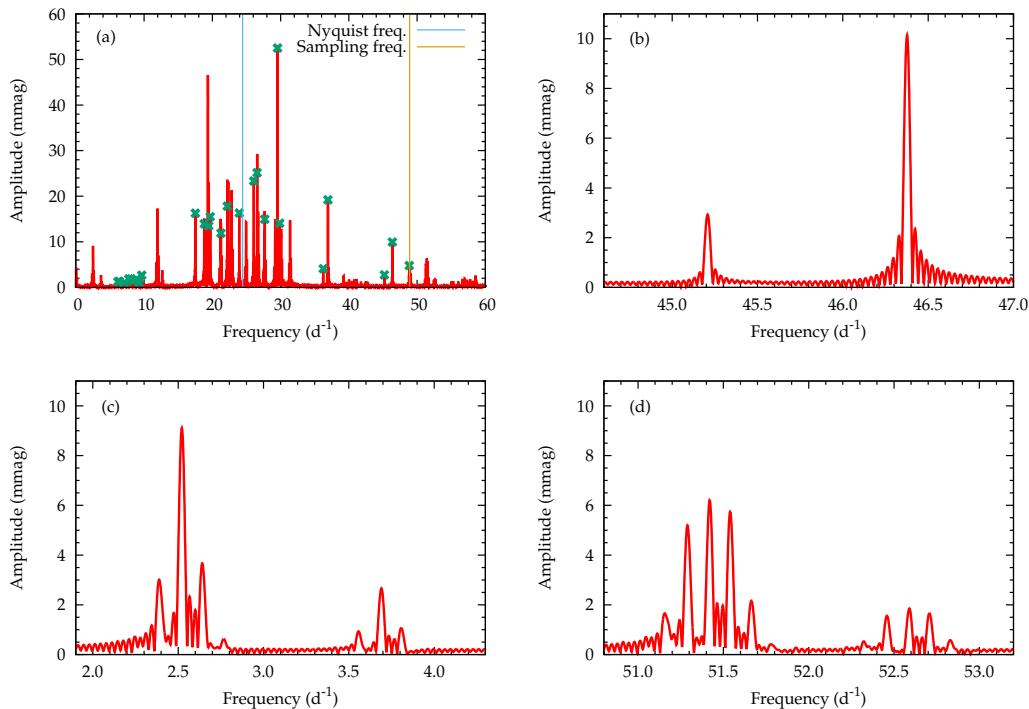 (a)
Nyquist freq.
Sampling freq.
Amplitude (mmag)
60
50
40
30
20
10
0
0 10 20 30 40 50 60
Frequency (d⁻¹)
(b)
Amplitude (mmag)
10
8
6
4
2
0
45.0 45.5 46.0 46.5 47.0
Frequency (d⁻¹)
(c)
Amplitude (mmag)
10
8
6
4
2
0
2.0 2.5 3.0 3.5 4.0
Frequency (d⁻¹)
(d)
Amplitude (mmag)
10
8
6
4
2
0
51.0 51.5 52.0 52.5 53.0
Frequency (d⁻¹)